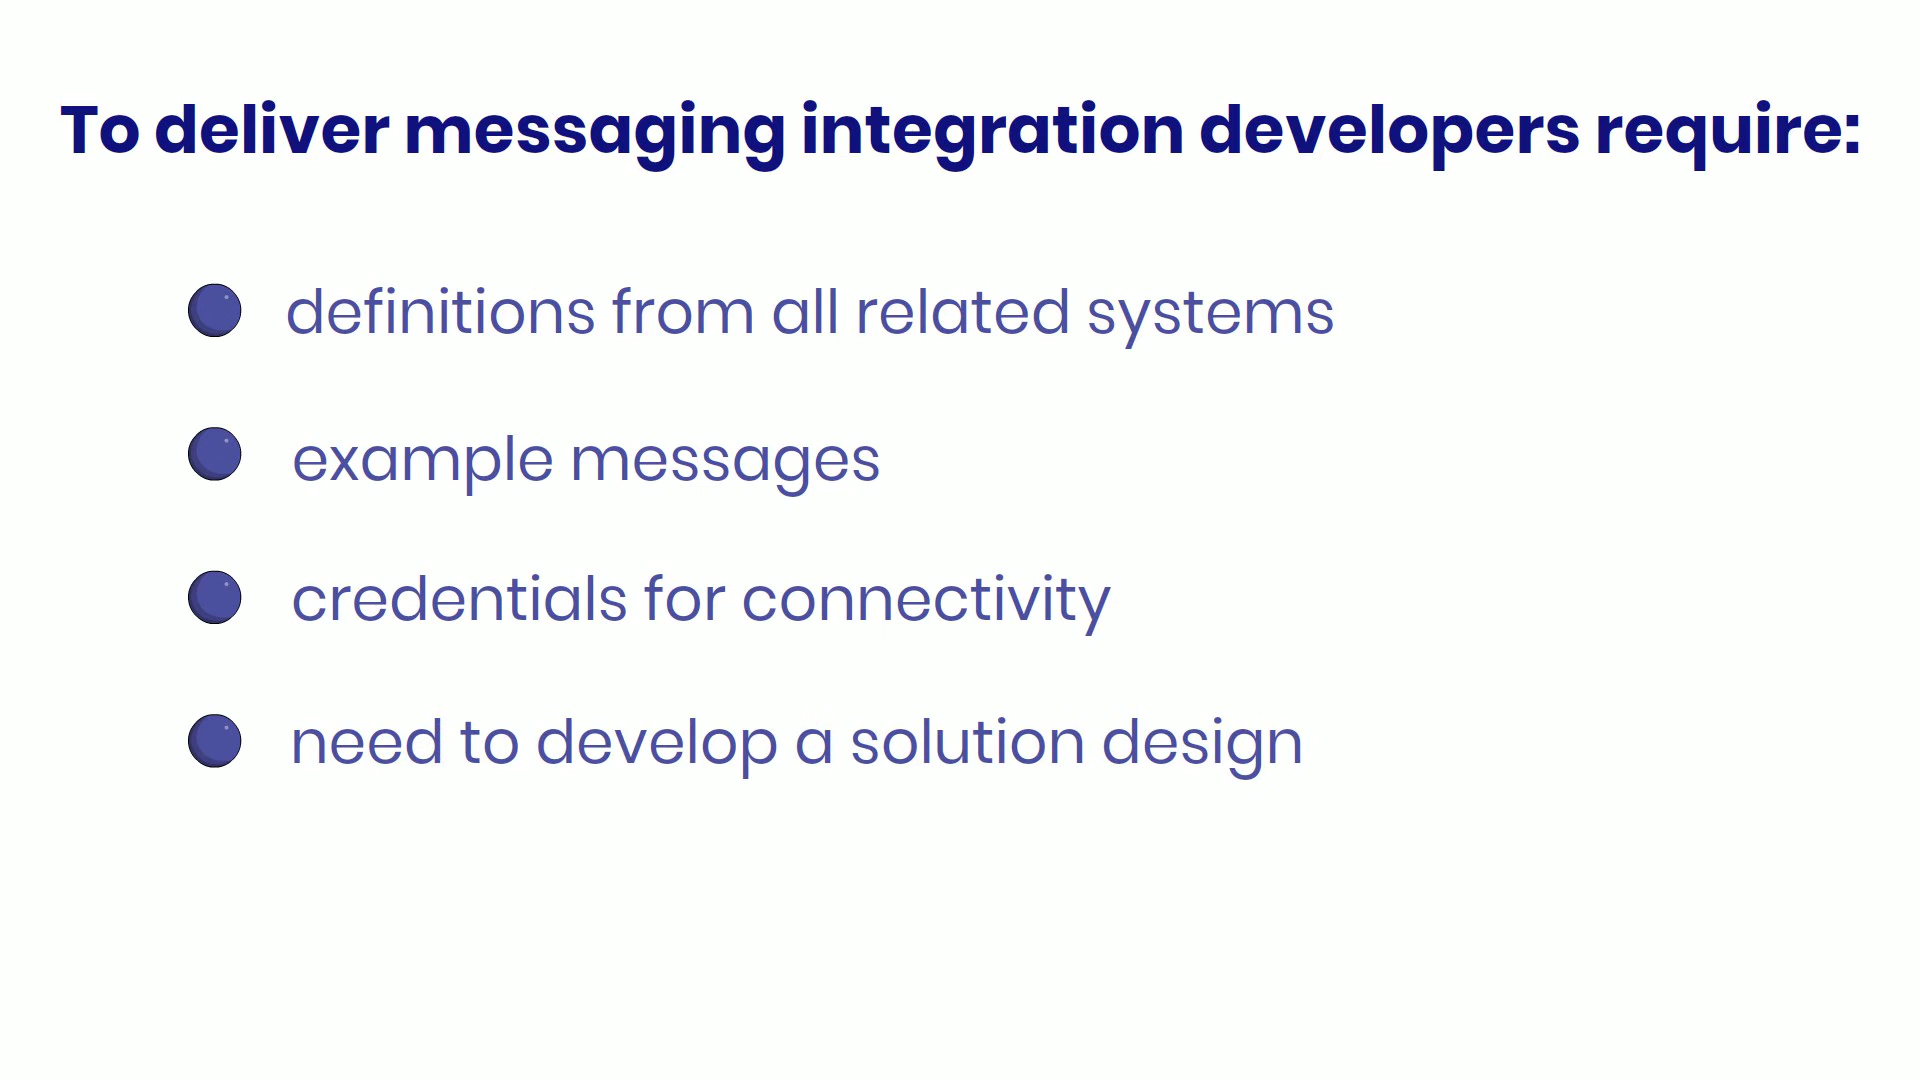 To deliver messaging integration developers require:
definitions from all related systems
example messages
credentials for connectivity
need to develop a solution design